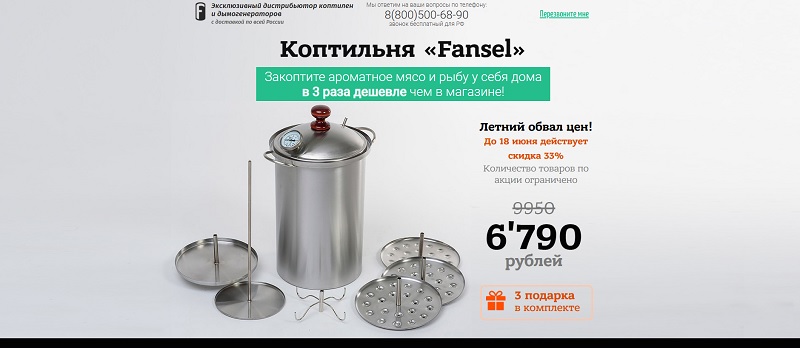 Эксклюзивный дистрибьютор коптилен
и дымогенераторов
с доставкой по всей России
Мы ответим на ваши вопросы по телефону:
8(800)500-68-90
звонок бесплатный для РФ
Перезвоните мне
Коптильня «Fansel»
Закоптите ароматное мясо и рыбу у себя дома
в 3 раза дешевле чем в магазине!
Летний обвал цен!
До 18 июня действует
скидка 33%
Количество товаров по
акции ограничено
9950
6'790
рублей
3 подарка
в комплекте